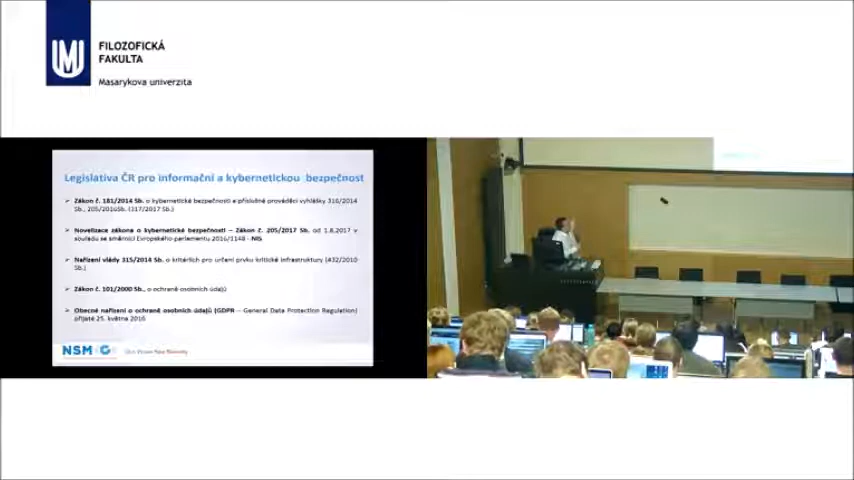 FILOZOFICKÁ
FAKULTA
Masarykova univerzita
Legislativa ČR pro informační a kybernetickou bezpečnost
➢ Zákon č. 181/2014 Sb. o kybernetické bezpečnosti a příslušné prováděcí vyhlášky 316/2014
Sb., 205/2016Sb. (317/2017 Sb.)
➢ Novelizace zákona o kybernetické bezpečnosti – Zákon č. 205/2017 Sb. od 1.8.2017 v
souladu se směrnicí Evropského parlamentu 2016/1148 - NIS
➢ Nařízení vlády 315/2014 Sb. o kritériích pro určení prvku kritické infrastruktury (432/2010
Sb.)
➢ Zákon č. 101/2000 Sb., o ochraně osobních údajů
➢ Obecné nařízení o ochraně osobních údajů (GDPR – General Data Protection Regulation)
přijaté 25. května 2016
NSM